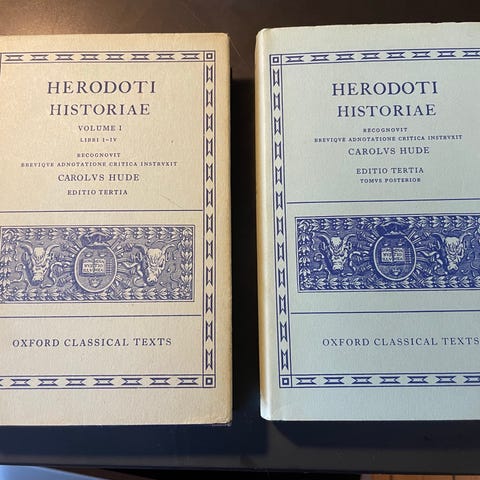 HERODOTI
HISTORIAE
VOLUME I
LIBRI I–IV
RECOGNOVIT
BREVIQVE ADNOTATIONE CRITICA INSTRVXIT
CAROLVS HUDE
EDITIO TERTIA
OXFORD CLASSICAL TEXTS
HERODOTI
HISTORIAE
RECOGNOVIT
BREVIQVE ADNOTATIONE CRITICA INSTRVXIT
CAROLVS HUDE
EDITIO TERTIA
TOMVS POSTERIOR
OXFORD CLASSICAL TEXTS